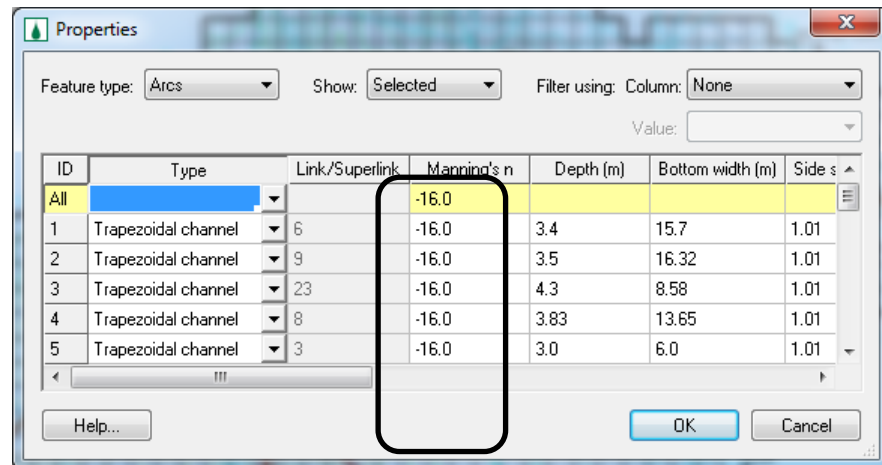 Properties
Feature type: Arcs Show: Selected Filter using: Column: None
Value:
ID Type Link/Superlink Manning's n Depth (m) Bottom width (m) Side s
All -16.0
1 Trapezoidal channel 6 -16.0 3.4 15.7 1.01
2 Trapezoidal channel 9 -16.0 3.5 16.32 1.01
3 Trapezoidal channel 23 -16.0 4.3 8.58 1.01
4 Trapezoidal channel 8 -16.0 3.83 13.65 1.01
5 Trapezoidal channel 3 -16.0 3.0 6.0 1.01
Help... OK Cancel